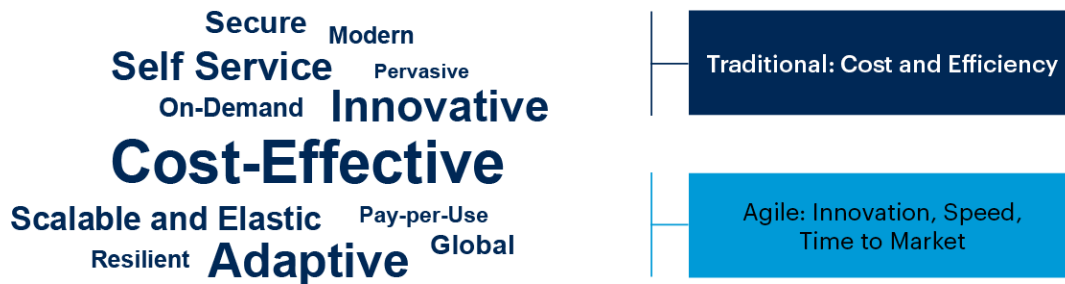 Secure
Modern
Self Service
Pervasive
On-Demand
Innovative
Cost-Effective
Scalable and Elastic
Pay-per-Use
Global
Resilient
Adaptive
Traditional: Cost and Efficiency
Agile: Innovation, Speed,
Time to Market